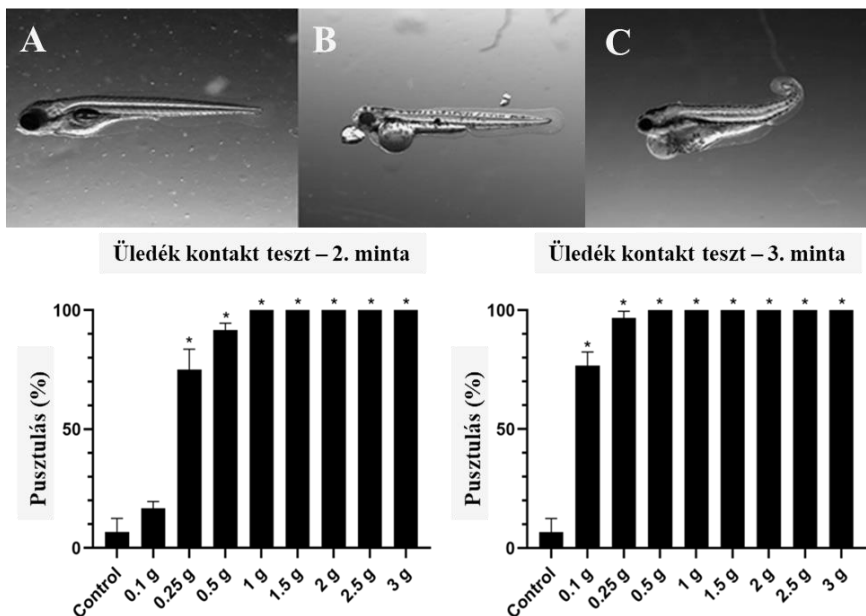 A
B
C
Üledék kontakt teszt – 2. minta
Pusztulás (%)
100
50
0
* * * * * * *
Control 0.1 g 0.25 g 0.5 g 1 g 1.5 g 2 g 2.5 g 3 g
Üledék kontakt teszt – 3. minta
Pusztulás (%)
100
50
0
* * * * * * * *
Control 0.1 g 0.25 g 0.5 g 1 g 1.5 g 2 g 2.5 g 3 g